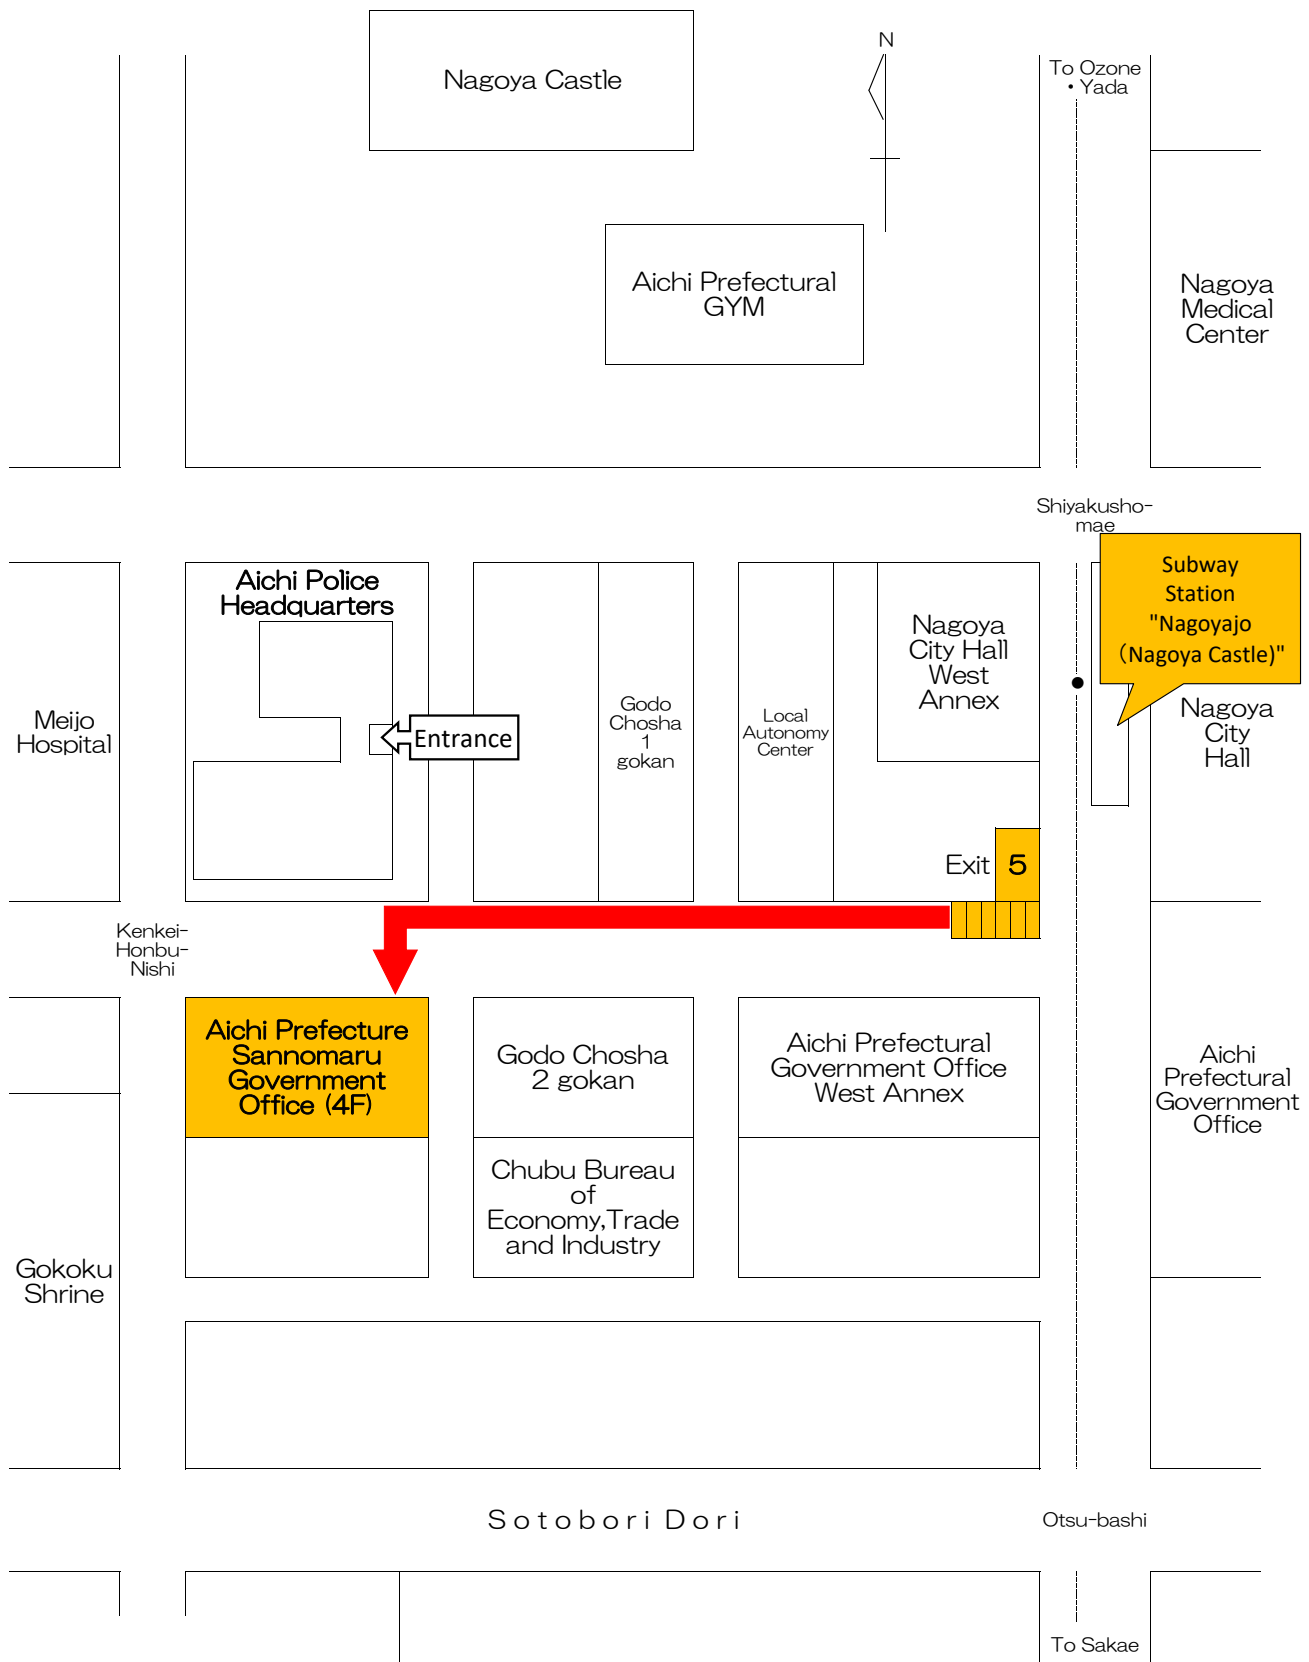 Nagoya Castle
N
To Ozone
・Yada
Aichi Prefectural
GYM
Nagoya
Medical
Center
Shiyakusho-
mae
Subway
Station
"Nagoyajo
（Nagoya Castle)"
Aichi Police
Headquarters
Nagoya
City Hall
West
Annex
Meijo
Hospital
Entrance
Godo
Chosha
1
gokan
Local
Autonomy
Center
Nagoya
City
Hall
Exit 5
Kenkei-
Honbu-
Nishi
Aichi Prefecture
Sannomaru
Government
Office (4F)
Godo Chosha
2 gokan
Aichi Prefectural
Government Office
West Annex
Aichi
Prefectural
Government
Office
Chubu Bureau
of
Economy,Trade
and Industry
Gokoku
Shrine
Sotobori Dori
Otsu-bashi
To Sakae